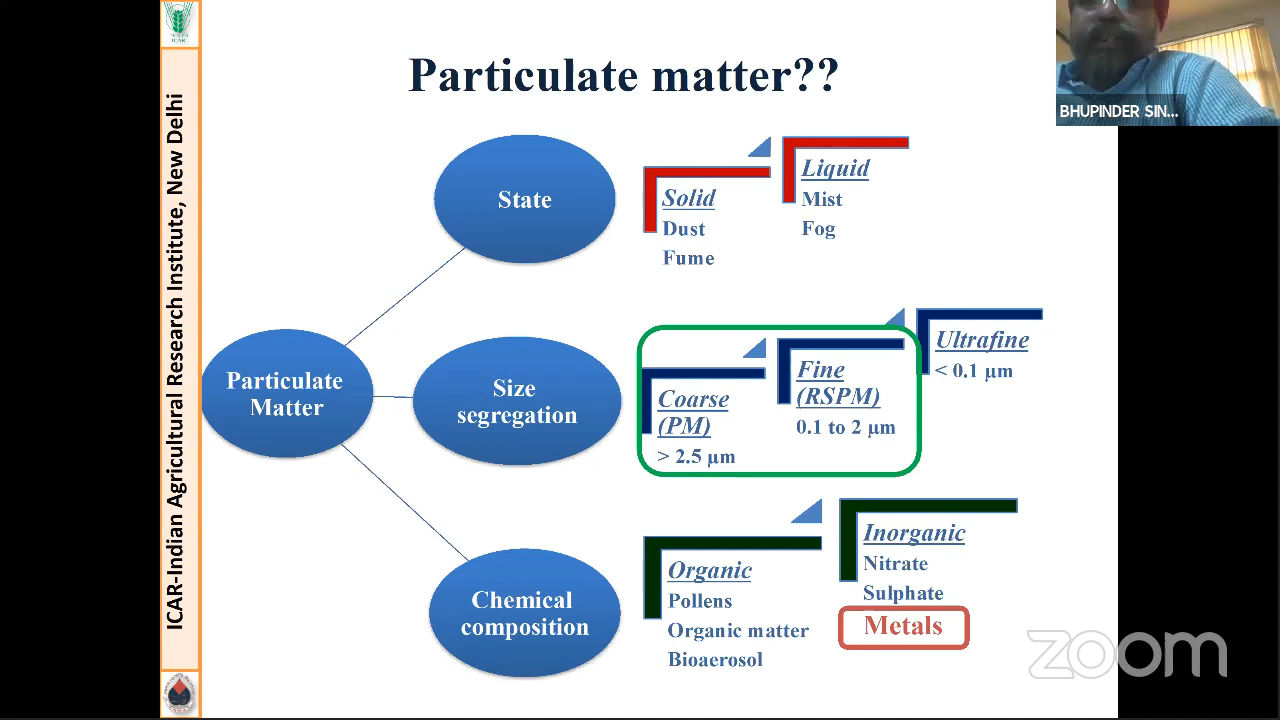 Particulate matter??
BHUPINDER SIN...
ICAR
ICAR-Indian Agricultural Research Institute, New Delhi
State
Solid
Dust
Fume
Liquid
Mist
Fog
Particulate
Matter
Size
segregation
Coarse
(PM)
> 2.5 µm
Fine
(RSPM)
0.1 to 2 µm
Ultrafine
< 0.1 µm
Chemical
composition
Organic
Pollens
Organic matter
Bioaerosol
Inorganic
Nitrate
Sulphate
Metals
zoom